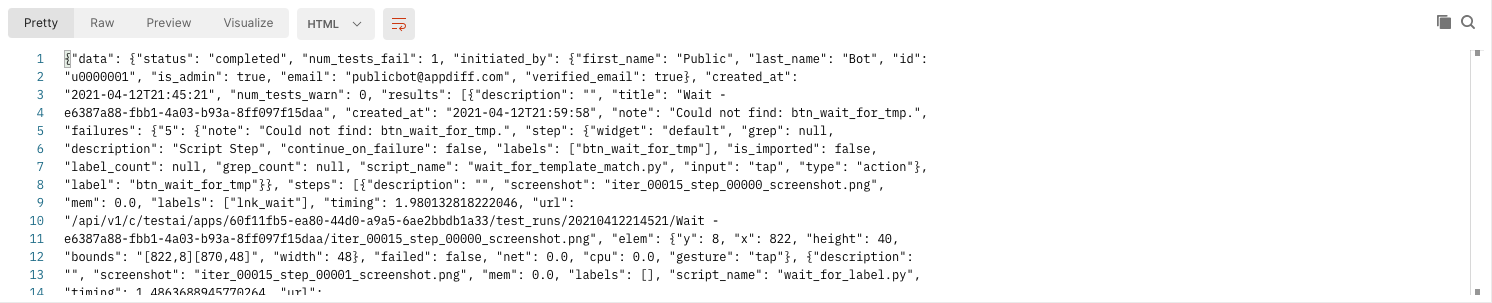 Pretty Raw Preview Visualize HTML
1 {"data": {"status": "completed", "num_tests_fail": 1, "initiated_by": {"first_name": "Public", "last_name": "Bot", "id":
2 "u0000001", "is_admin": true, "email": "publicbot@appdiff.com", "verified_email": true}, "created_at":
3 "2021-04-12T21:45:21", "num_tests_warn": 0, "results": [{"description": "", "title": "Wait -
4 e6387a88-fbb1-4a03-b93a-8ff097f15daa", "created_at": "2021-04-12T21:59:58", "note": "Could not find: btn_wait_for_tmp.",
5 "failures": {"5": {"note": "Could not find: btn_wait_for_tmp.", "step": {"widget": "default", "grep": null,
6 "description": "Script Step", "continue_on_failure": false, "labels": ["btn_wait_for_tmp"], "is_imported": false,
7 "label_count": null, "grep_count": null, "script_name": "wait_for_template_match.py", "input": "tap", "type": "action"},
8 "label": "btn_wait_for_tmp"}}, "steps": [{"description": "", "screenshot": "iter_00015_step_00000_screenshot.png",
9 "mem": 0.0, "labels": ["lnk_wait"], "timing": 1.980132818222046, "url":
10 "/api/v1/c/testai/apps/60f11fb5-ea80-44d0-a9a5-6ae2bbdb1a33/test_runs/20210412214521/Wait -
11 e6387a88-fbb1-4a03-b93a-8ff097f15daa/iter_00015_step_00000_screenshot.png", "elem": {"y": 8, "x": 822, "height": 40,
12 "bounds": "[822,8][870,48]", "width": 48}, "failed": false, "net": 0.0, "cpu": 0.0, "gesture": "tap"}, {"description":
13 "", "screenshot": "iter_00015_step_00001_screenshot.png", "mem": 0.0, "labels": [], "script_name": "wait_for_label.py",
14 "timing": 1.4863688945770264, "url":